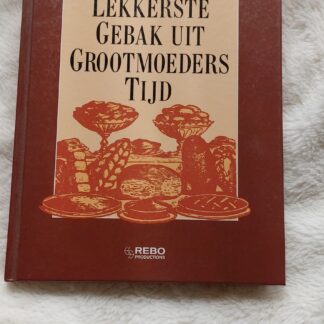 LEKKERSTE
GEBAK UIT
GROOTMOEDERS
TIJD
REBO
PRODUCTIONS